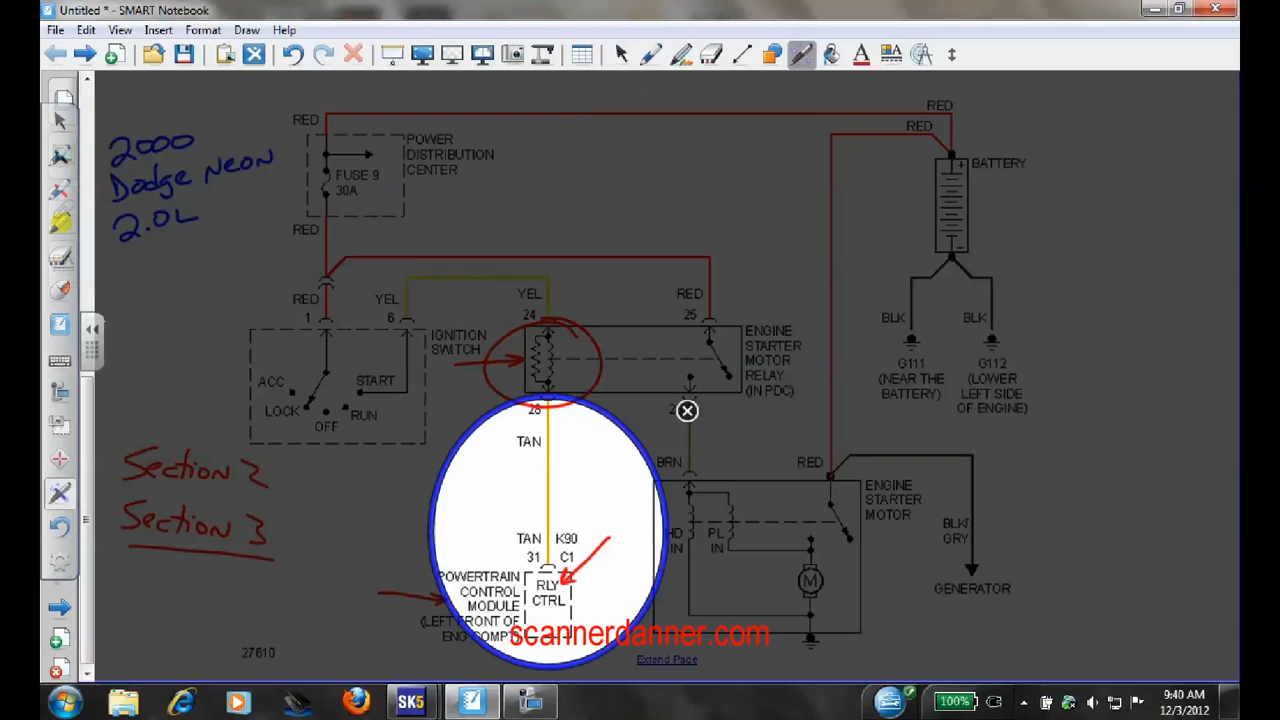 Untitled * - SMART Notebook
File Edit View Insert Format Draw Help
2000
Dodge Neon
2.0L
RED
POWER
DISTRIBUTION
CENTER
FUSE 9
30A
RED
RED
RED
BATTERY
+
-
RED
1
YEL
6
YEL
24
RED
25
IGNITION
SWITCH
ACC
LOCK
OFF
RUN
START
ENGINE
STARTER
MOTOR
RELAY
(IN PDC)
BLK
BLK
G111
(NEAR THE
BATTERY)
G112
(LOWER
LEFT SIDE
OF ENGINE)
28
TAN
BRN
RED
ENGINE
STARTER
MOTOR
Section 2
Section 3
TAN K90
31 C1
RLY
CTRL
POWERTRAIN
CONTROL
MODULE
(LEFT FRONT OF
ENG COMPT)
HD
IN
PL
IN
M
BLK/
GRY
GENERATOR
scannerdanner.com
27610
Extend Page
SK5
100%
9:40 AM
12/3/2012